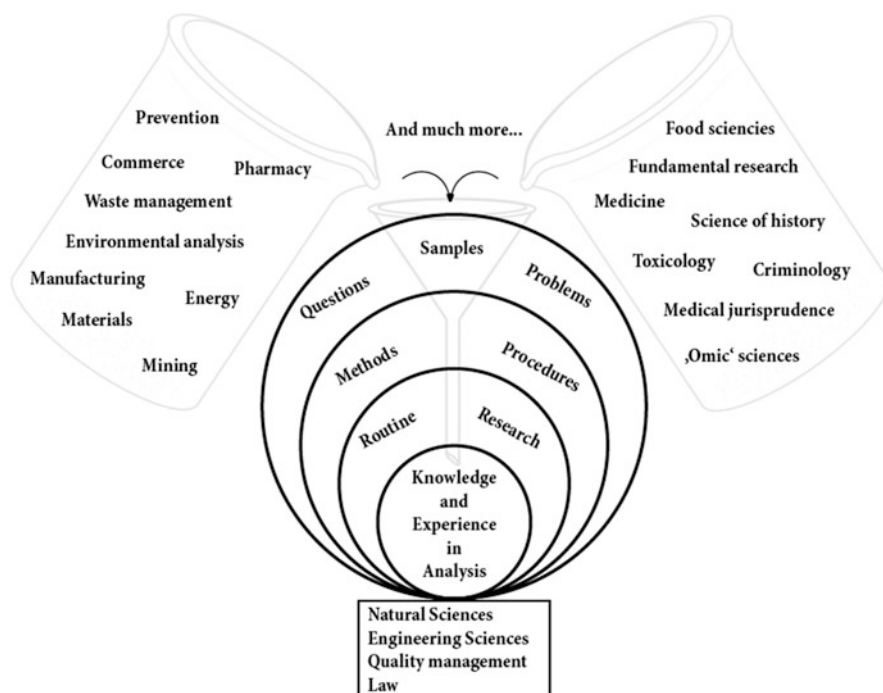 Prevention
Commerce
Pharmacy
Waste management
Environmental analysis
Manufacturing
Energy
Materials
Mining
And much more...
Food sciencies
Fundamental research
Medicine
Science of history
Toxicology
Criminology
Medical jurisprudence
‚Omic‘ sciences
Samples
Questions
Problems
Methods
Procedures
Routine
Research
Knowledge
and
Experience
in
Analysis
Natural Sciences
Engineering Sciences
Quality management
Law